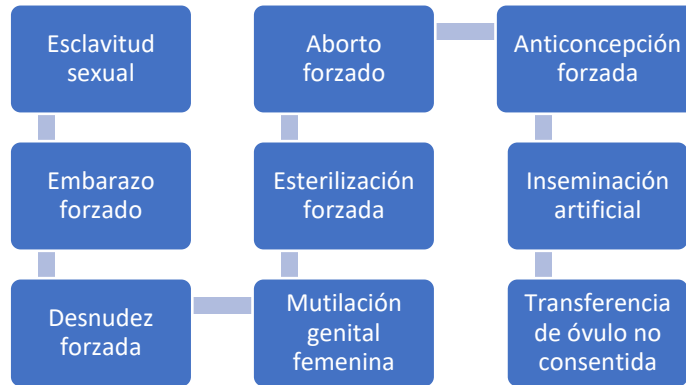 Esclavitud
sexual
Embarazo
forzado
Desnudez
forzada
Mutilación
genital
femenina
Esterilización
forzada
Aborto
forzado
Anticoncepción
forzada
Inseminación
artificial
Transferencia
de óvulo no
consentida